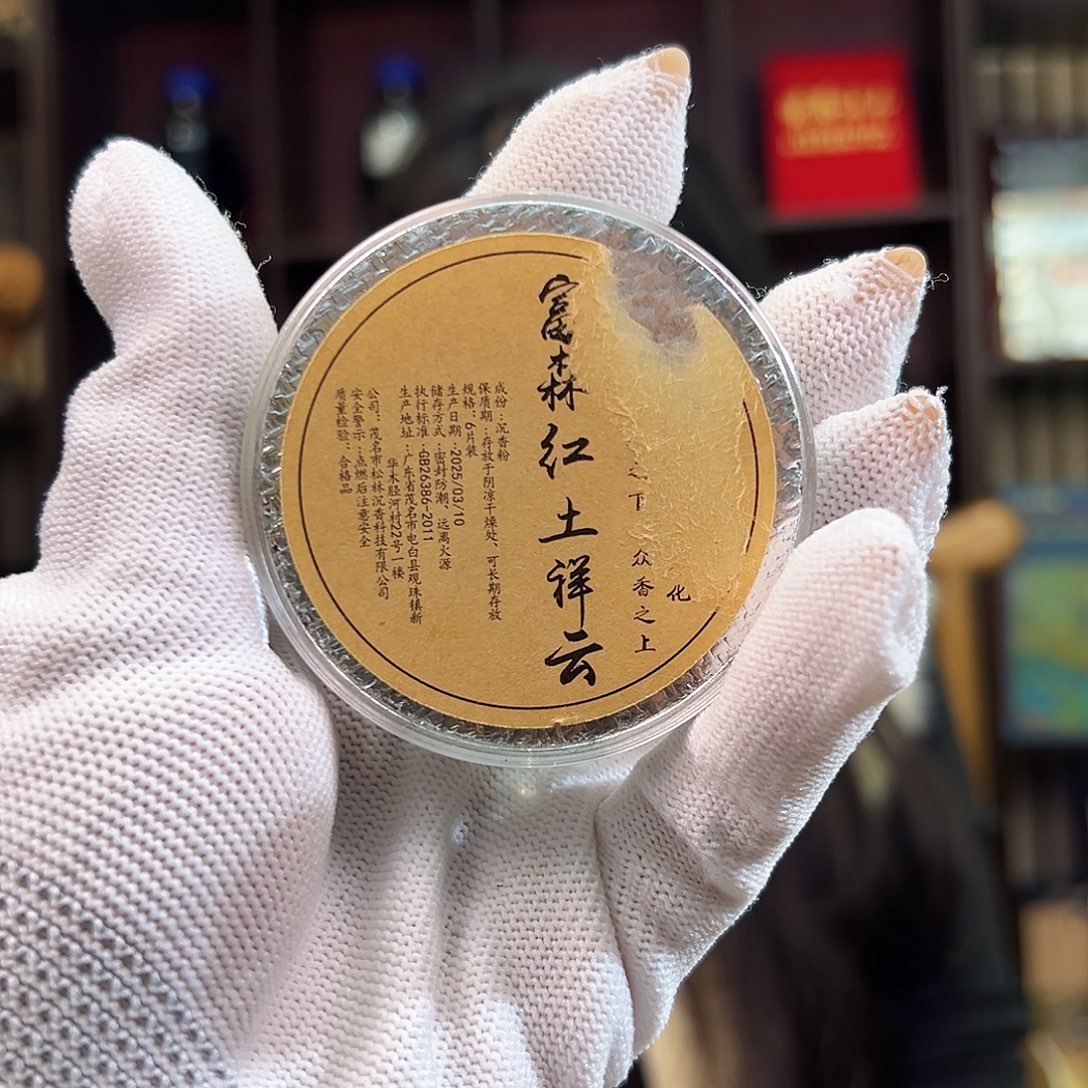 化
之下 众香之上
富森红土祥云
成份：沉香粉
保质期：存放于阴凉干燥处、可长期存放
规格：6片装
生产日期：2025/03/10
储存方式：密封防潮、远离火源
执行标准：GB26386-2011
生产地址：广东省茂名市电白县观珠镇新
华木胫河村22号一楼
公司：茂名市松林沉香科技有限公司
安全警示：点燃后注意安全
质量检验：合格品